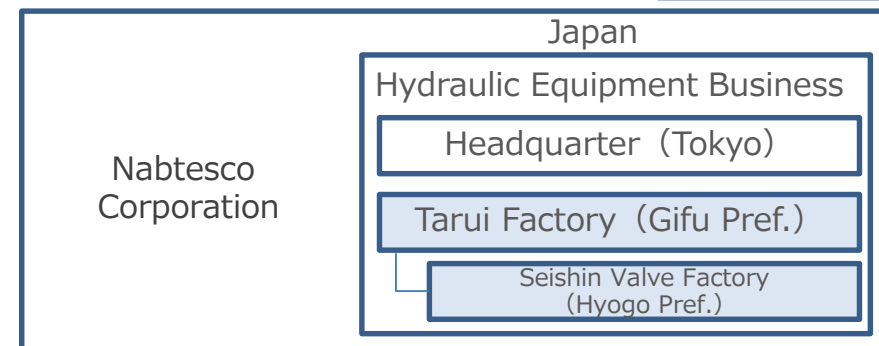 Japan
Hydraulic Equipment Business
Headquarter（Tokyo）
Nabtesco
Corporation
Tarui Factory（Gifu Pref.）
Seishin Valve Factory
（Hyogo Pref.）